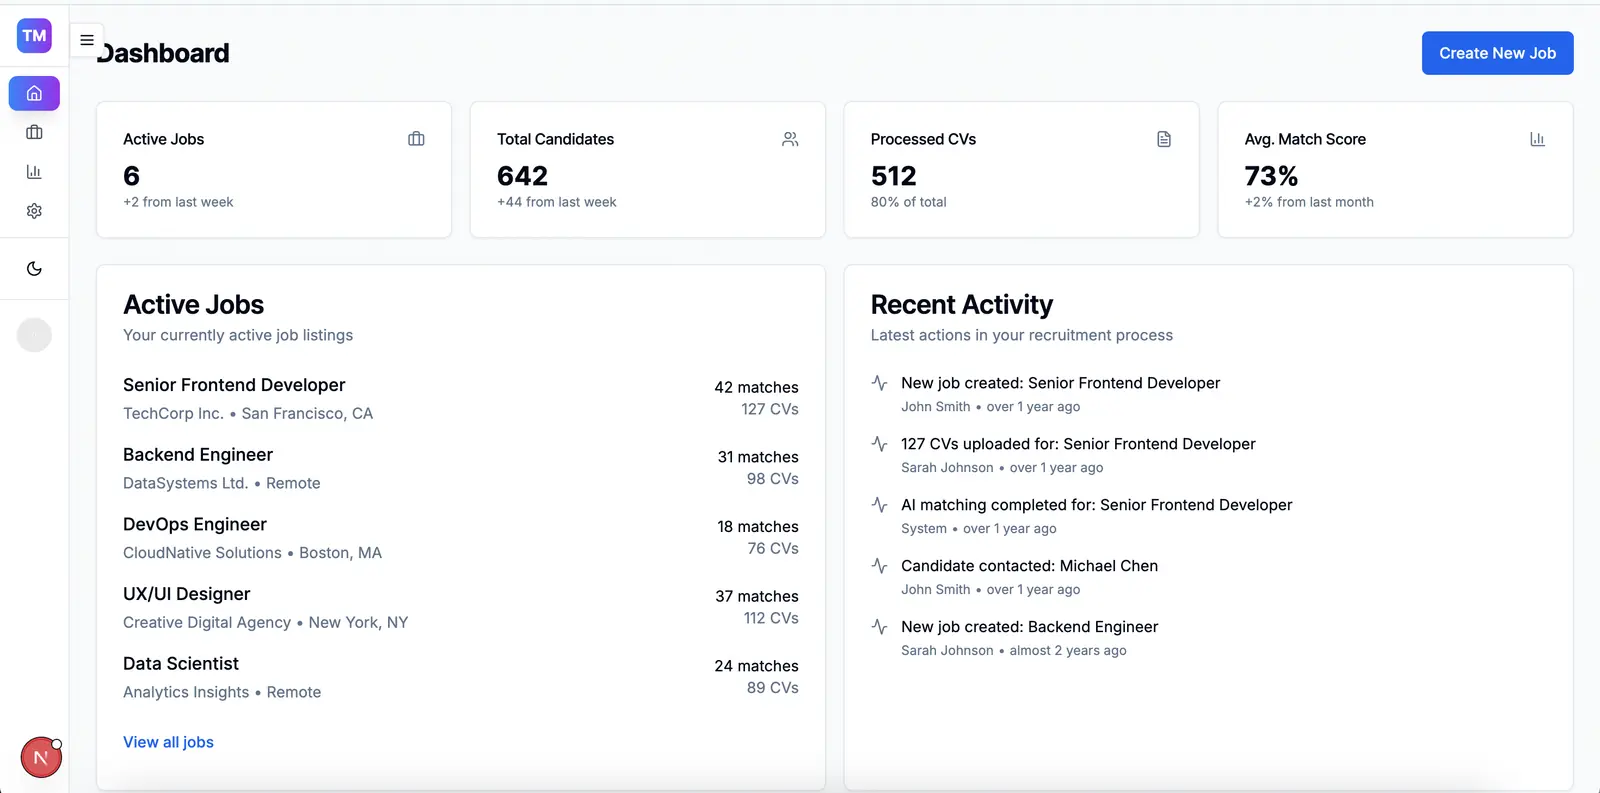 TM
Dashboard
Create New Job
Active Jobs
6
+2 from last week
Total Candidates
642
+44 from last week
Processed CVs
512
80% of total
Avg. Match Score
73%
+2% from last month
Active Jobs
Your currently active job listings
Senior Frontend Developer
42 matches
TechCorp Inc. • San Francisco, CA
127 CVs
Backend Engineer
31 matches
DataSystems Ltd. • Remote
98 CVs
DevOps Engineer
18 matches
CloudNative Solutions • Boston, MA
76 CVs
UX/UI Designer
37 matches
Creative Digital Agency • New York, NY
112 CVs
Data Scientist
24 matches
Analytics Insights • Remote
89 CVs
View all jobs
Recent Activity
Latest actions in your recruitment process
New job created: Senior Frontend Developer
John Smith • over 1 year ago
127 CVs uploaded for: Senior Frontend Developer
Sarah Johnson • over 1 year ago
AI matching completed for: Senior Frontend Developer
System • over 1 year ago
Candidate contacted: Michael Chen
John Smith • over 1 year ago
New job created: Backend Engineer
Sarah Johnson • almost 2 years ago
N